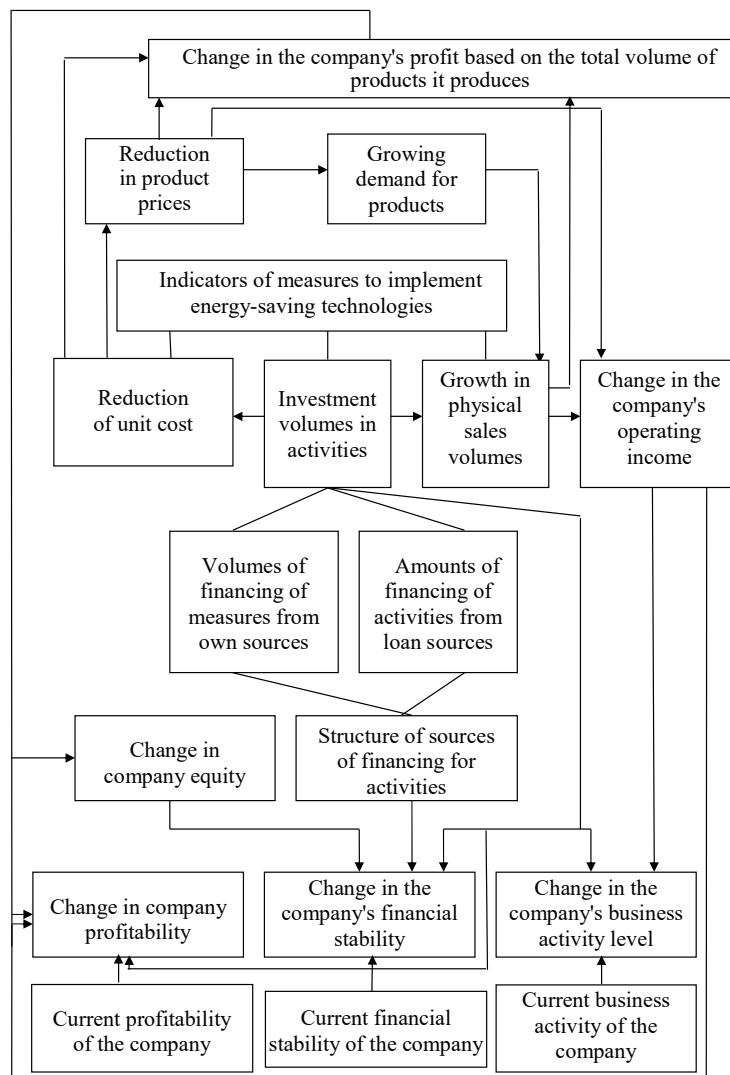 Change in the company's profit based on the total volume of
products it produces
Reduction
in product
prices
Growing
demand for
products
Indicators of measures to implement
energy-saving technologies
Reduction
of unit cost
Investment
volumes in
activities
Growth in
physical
sales
volumes
Change in the
company's
operating
income
Volumes of
financing of
measures from
own sources
Amounts of
financing of
activities from
loan sources
Change in
company equity
Structure of sources
of financing for
activities
Change in company
profitability
Change in the
company's financial
stability
Change in the
company's business
activity level
Current profitability
of the company
Current financial
stability of the company
Current business
activity of the
company